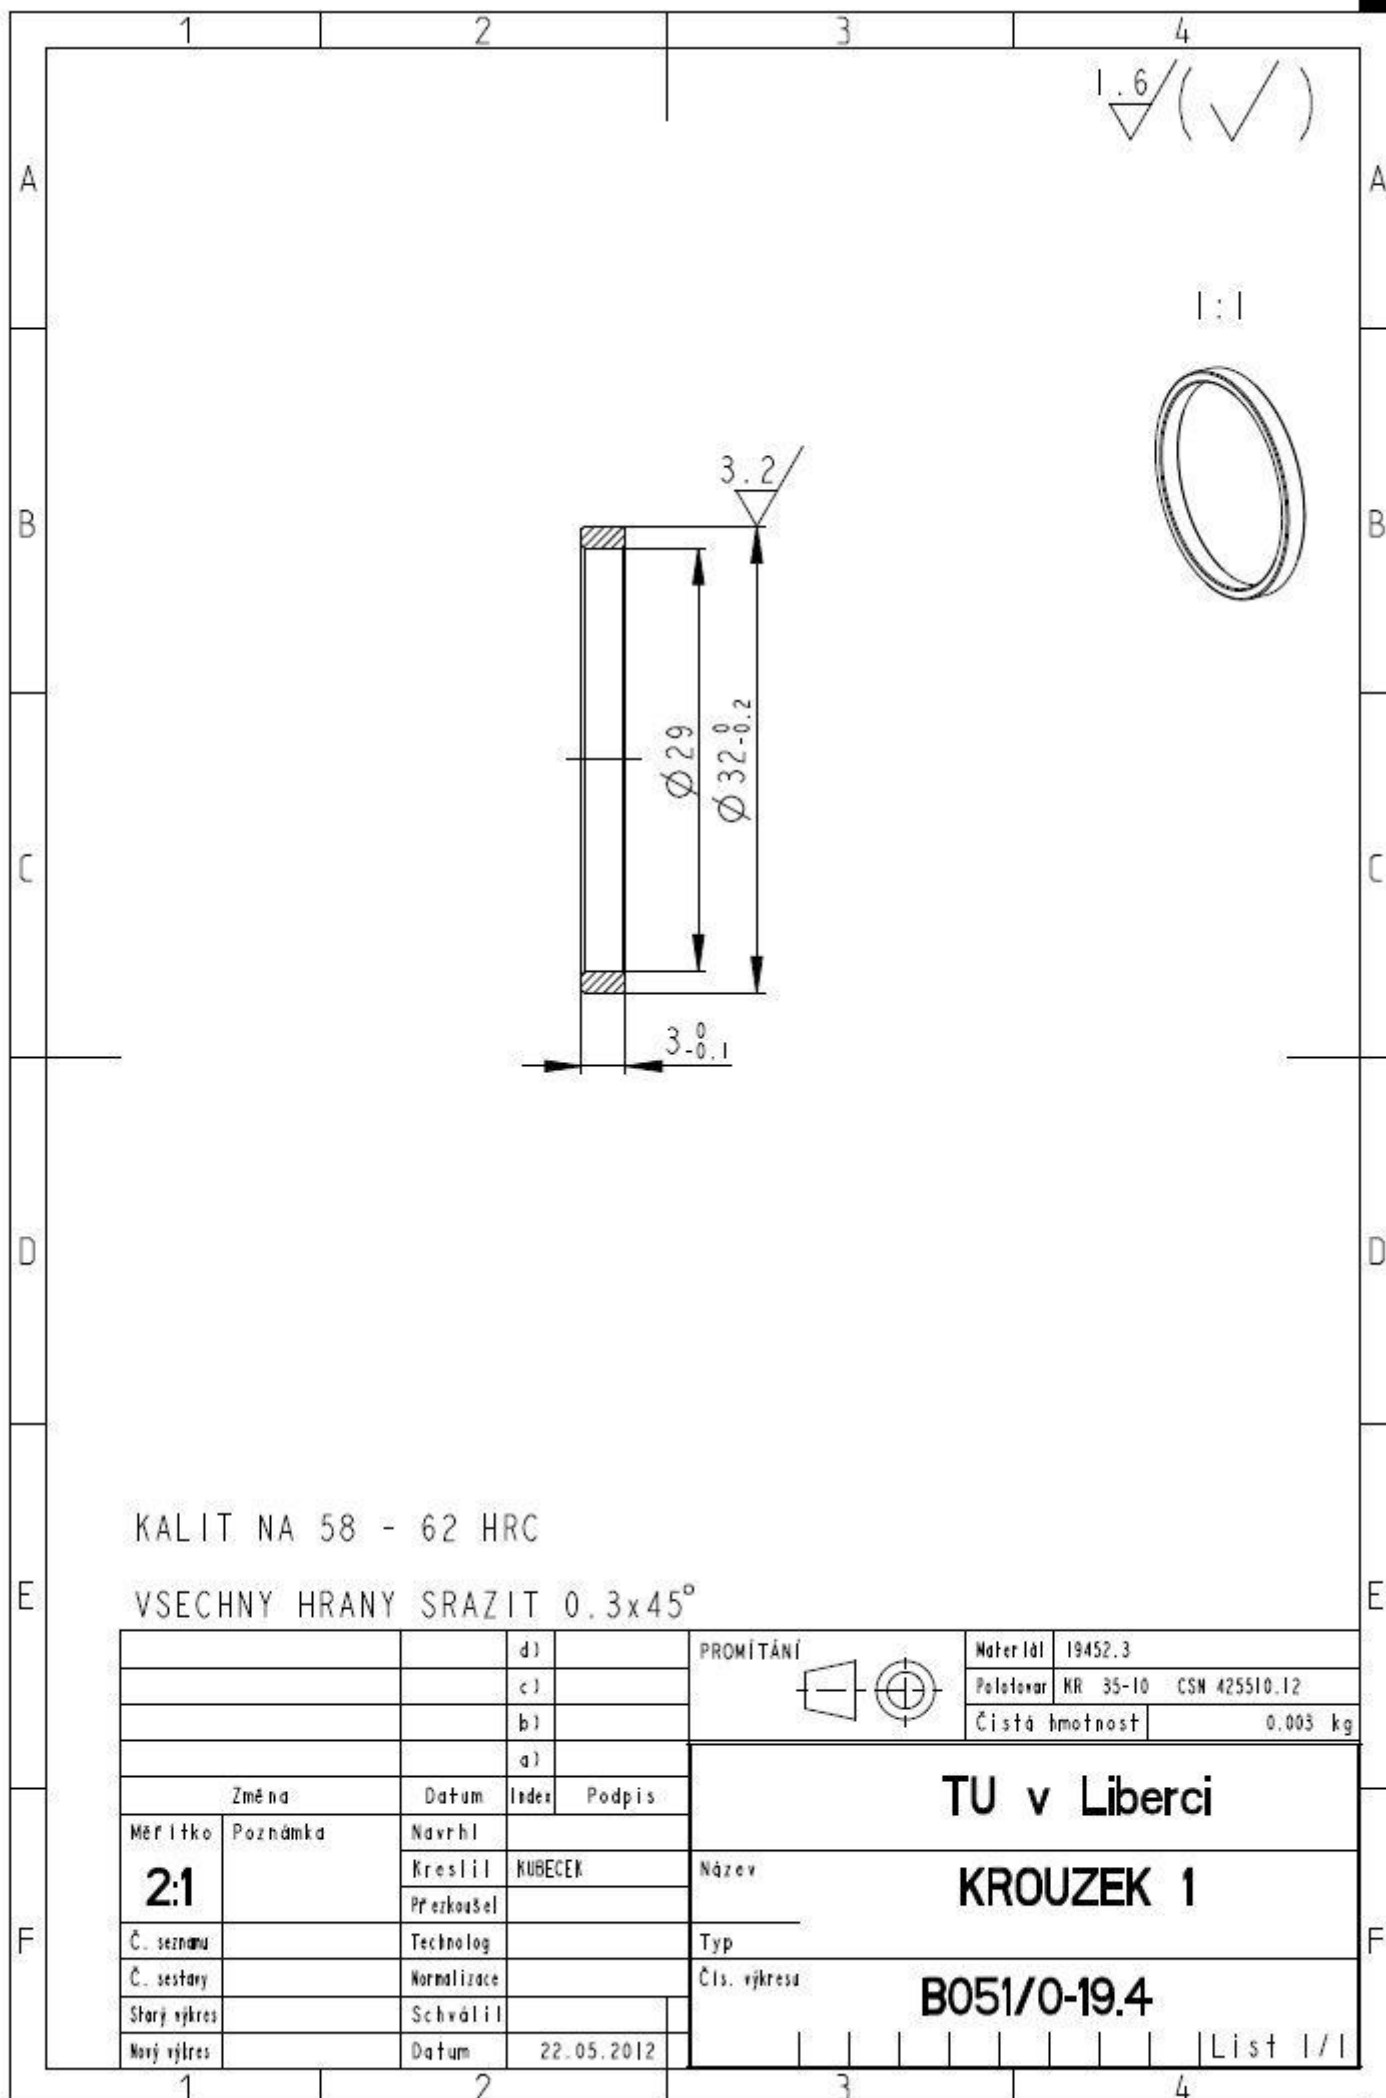 1 2 3 4
1.6 ( )
A A
1:1
3.2
B B
Ø29
Ø32 0 -0.2
C C
3 0 -0.1
D D
KALIT NA 58 - 62 HRC
E E
VSECHNY HRANY SRAZIT 0.3x45°
d)
c)
b)
a)
Změna Datum Index Podpis
Měřítko Poznámka Navrhl
2:1 Kreslil KUBECEK
Přezkoušel
Č. seznamu Technolog
Č. sestavy Normalizace
Starý výkres Schválil
Nový výkres Datum 22.05.2012
PROMÍTÁNÍ
Materiál 19452.3
Polotovar KR 35-10 CSN 425510.12
Čistá hmotnost 0.003 kg
TU v Liberci
Název KROUZEK 1
Typ
Čís. výkresu B051/0-19.4
List 1/1
F F
1 2 3 4